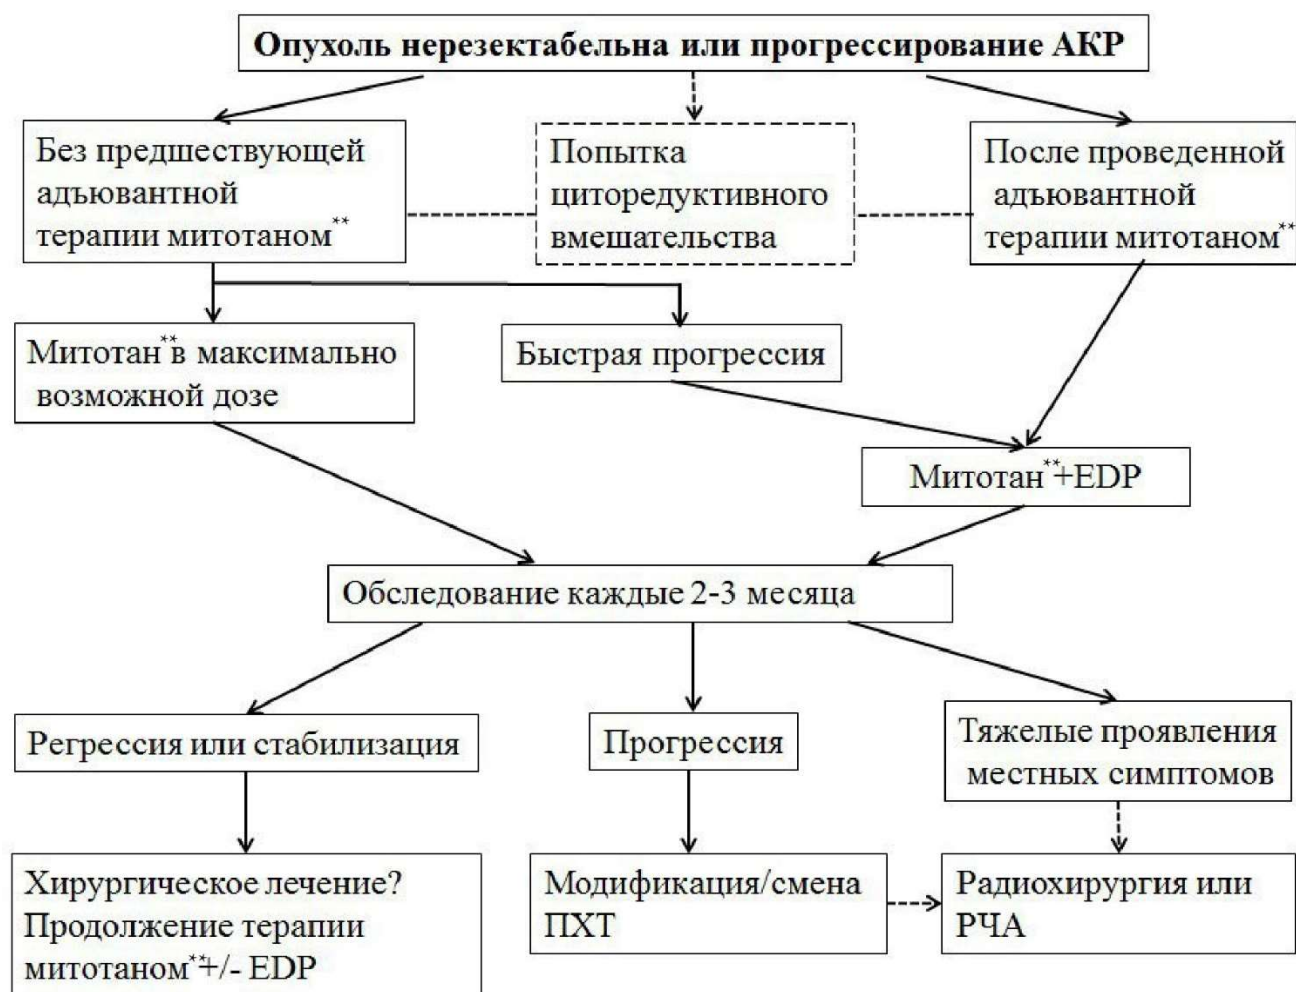 Опухоль нерезектабельна или прогрессирование АКР
Без предшествующей
адъювантной
терапии митотаном**
Попытка
циторедуктивного
вмешательства
После проведенной
адъювантной
терапии митотаном**
Митотан**в максимально
возможной дозе
Быстрая прогрессия
Митотан**+EDP
Обследование каждые 2-3 месяца
Регрессия или стабилизация
Прогрессия
Тяжелые проявления
местных симптомов
Хирургическое лечение?
Продолжение терапии
митотаном**+/- EDP
Модификация/смена
ПХТ
Радиохирургия или
РЧА